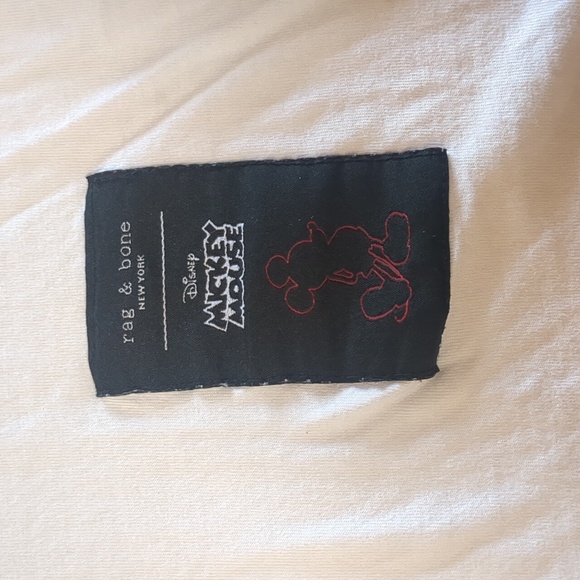 rag & bone
NEW YORK
Disney
MICKEY
MOUSE